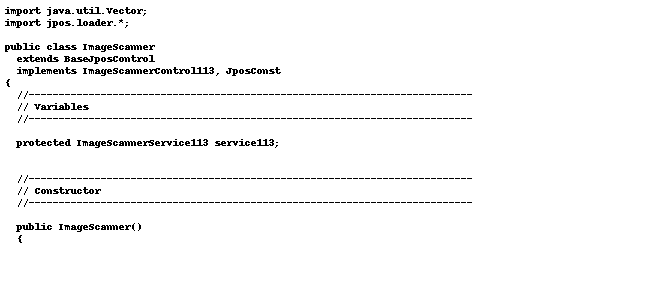 import java.util.Vector;
import jpos.loader.*;
public class ImageScanner
extends BaseJposControl
implements ImageScannerControl113, JposConst
{
//--------------------------------------------------------------------------
// Variables
//--------------------------------------------------------------------------
protected ImageScannerService113 service113;
//--------------------------------------------------------------------------
// Constructor
//--------------------------------------------------------------------------
public ImageScanner()
{